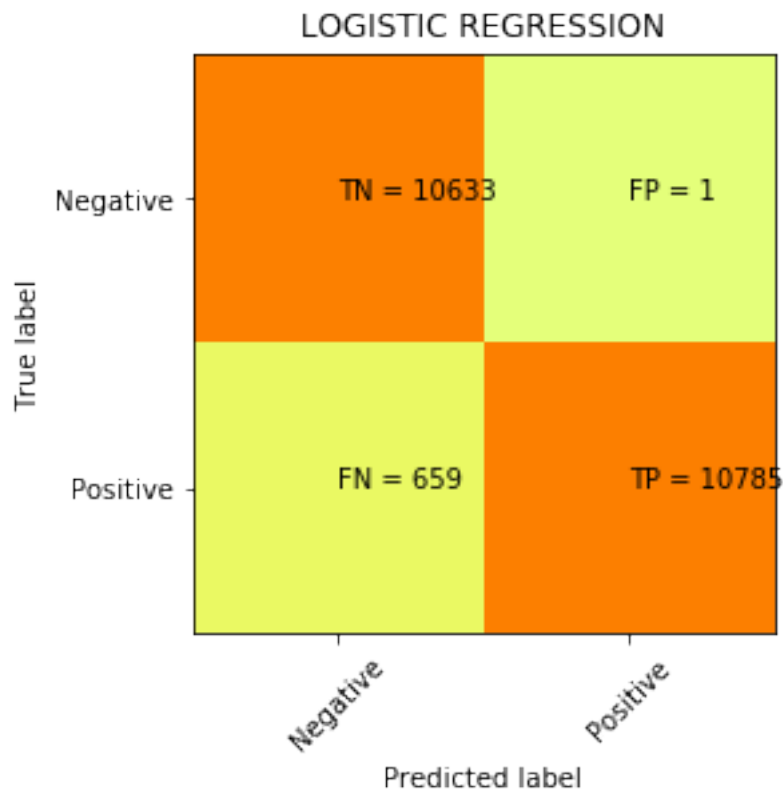 LOGISTIC REGRESSION
Negative
TN = 10633
FP = 1
True label
Positive
FN = 659
TP = 10785
Negative
Positive
Predicted label